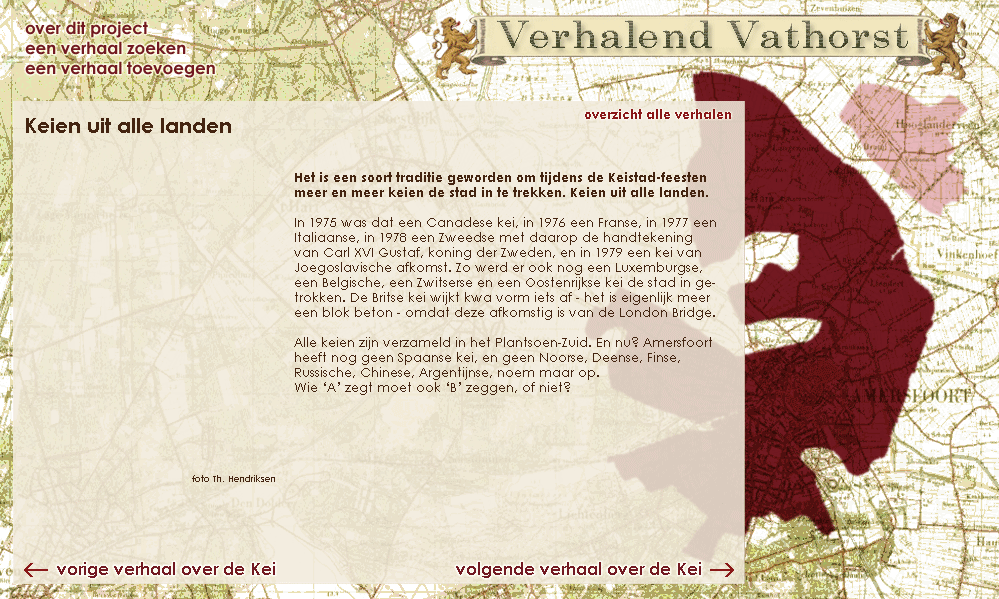 over dit project
een verhaal zoeken
een verhaal toevoegen
Verhalend Vathorst
overzicht alle verhalen
Keien uit alle landen
Het is een soort traditie geworden om tijdens de Keistad-feesten
meer en meer keien de stad in te trekken. Keien uit alle landen.
In 1975 was dat een Canadese kei, in 1976 een Franse, in 1977 een
Italiaanse, in 1978 een Zweedse met daarop de handtekening
van Carl XVI Gustaf, koning der Zweden, en in 1979 een kei van
Joegoslavische afkomst. Zo werd er ook nog een Luxemburgse,
een Belgische, een Zwitserse en een Oostenrijkse kei de stad in ge-
trokken. De Britse kei wijkt kwa vorm iets af - het is eigenlijk meer
een blok beton - omdat deze afkomstig is van de London Bridge.
Alle keien zijn verzameld in het Plantsoen-Zuid. En nu? Amersfoort
heeft nog geen Spaanse kei, en geen Noorse, Deense, Finse,
Russische, Chinese, Argentijnse, noem maar op.
Wie ‘A’ zegt moet ook ‘B’ zeggen, of niet?
foto Th. Hendriksen
← vorige verhaal over de Kei
volgende verhaal over de Kei →
AMERSFOORT